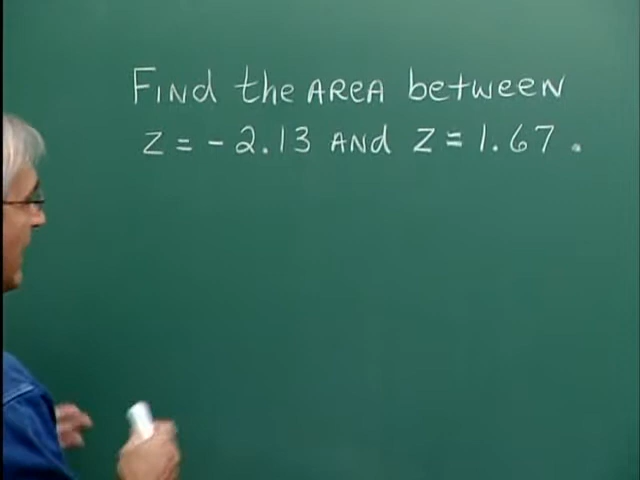 Find the AREA between
z = -2.13 AND z = 1.67.